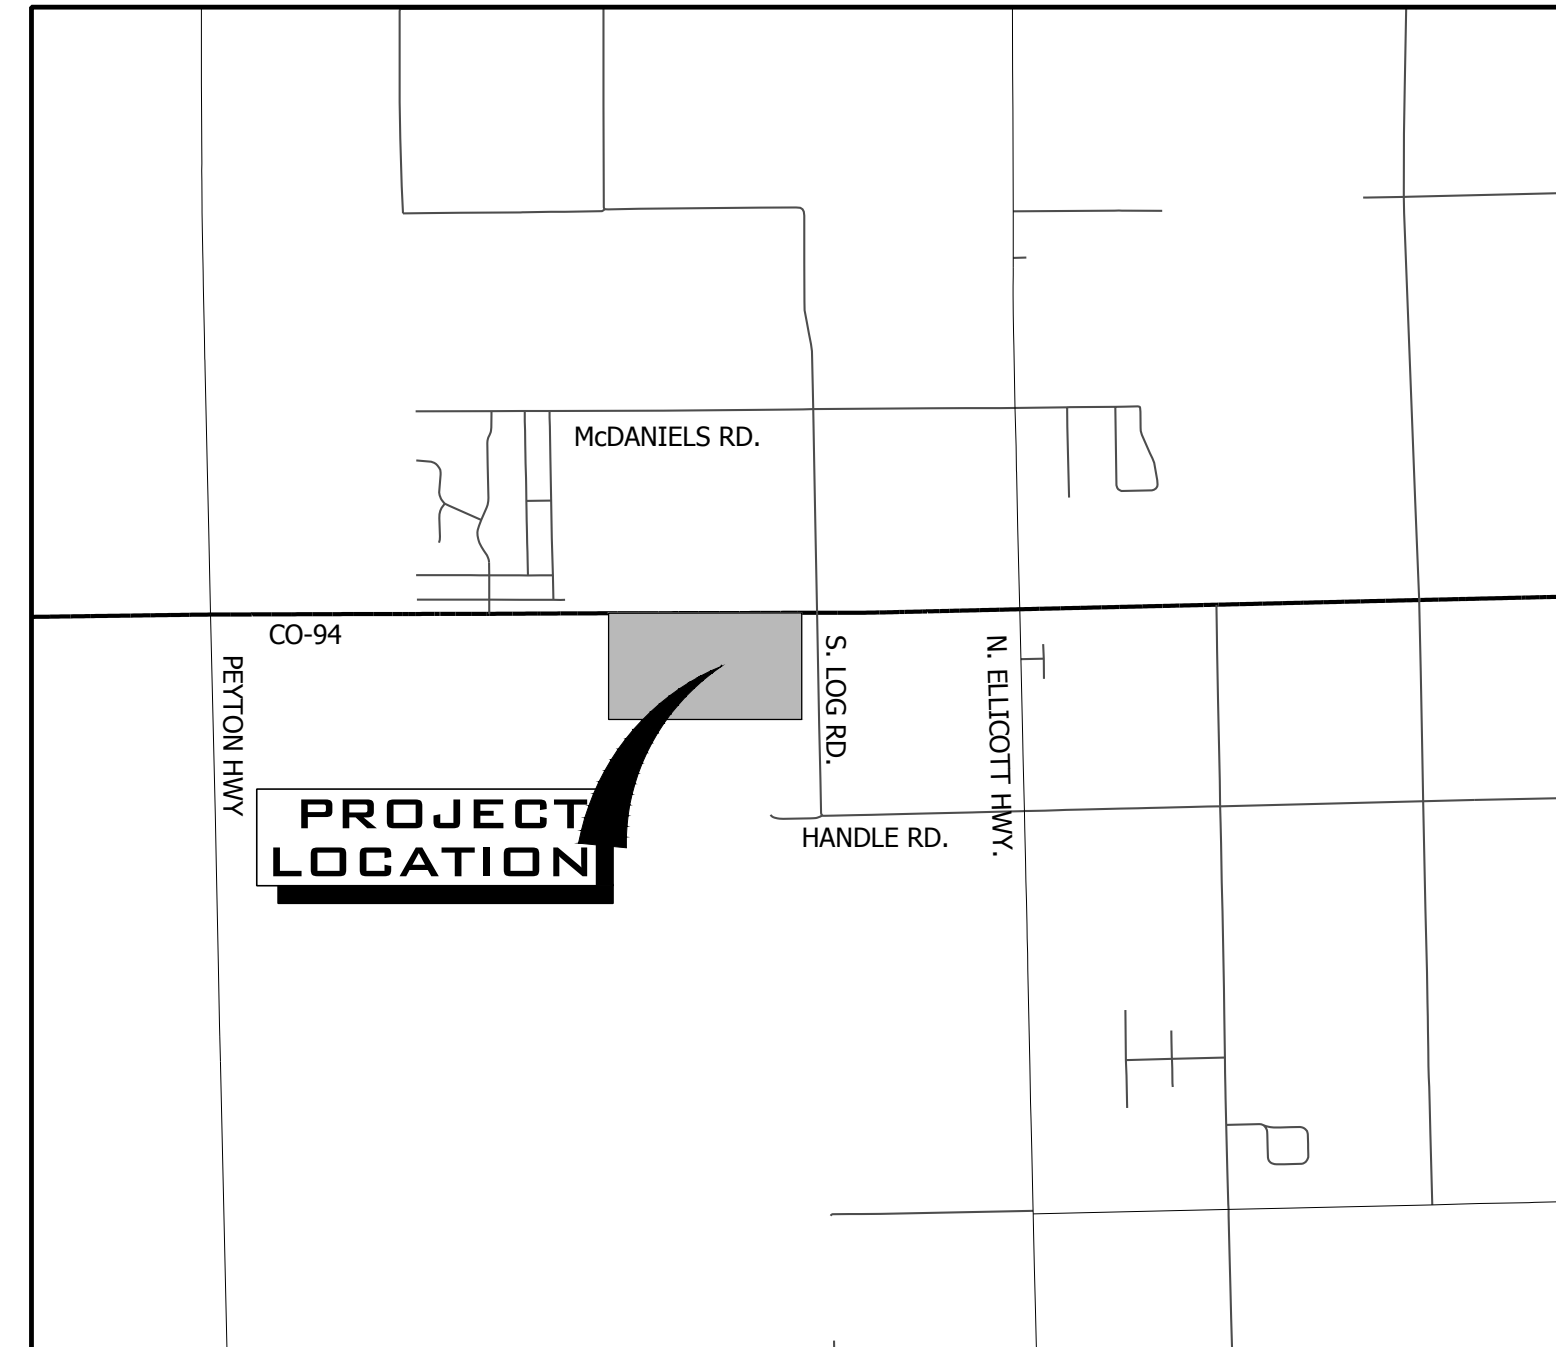 McDANIELS RD.
CO-94
PEYTON HWY
S. LOG RD.
N. ELLICOTT HWY.
PROJECT
LOCATION
HANDLE RD.